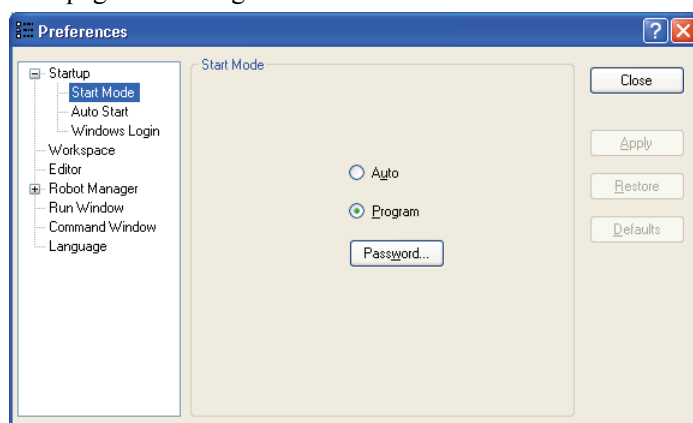 Preferences
Startup
Start Mode
Auto Start
Windows Login
Workspace
Editor
Robot Manager
Run Window
Command Window
Language
Start Mode
Auto
Program
Password...
Close
Apply
Restore
Defaults